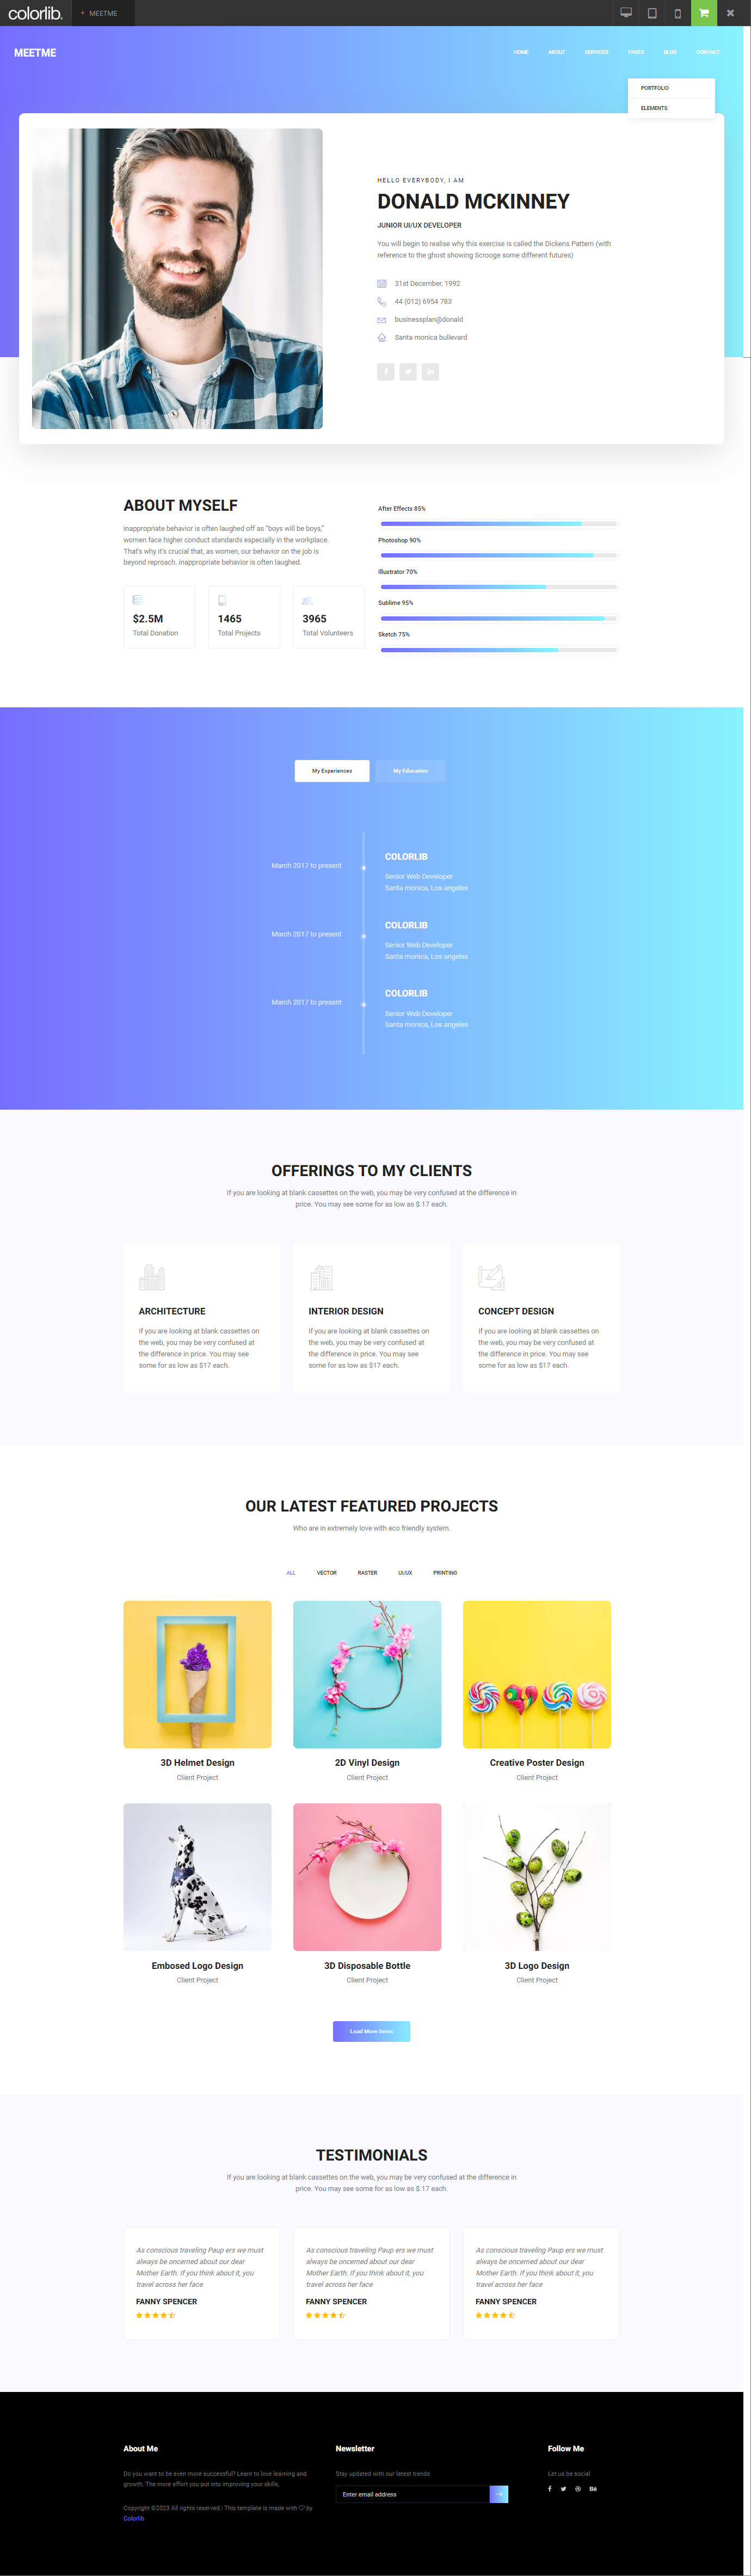 colorlib.
+ MEETME
MEETME
HOME ABOUT SERVICES PAGES BLOG CONTACT
PORTFOLIO
ELEMENTS
HELLO EVERYBODY, I AM
DONALD MCKINNEY
JUNIOR UI/UX DEVELOPER
You will begin to realise why this exercise is called the Dickens Pattern (with
reference to the ghost showing Scrooge some different futures)
31st December, 1992
44 (012) 6954 783
businessplan@donald
Santa monica bullevard
ABOUT MYSELF
inappropriate behavior is often laughed off as “boys will be boys,”
women face higher conduct standards especially in the workplace.
That’s why it’s crucial that, as women, our behavior on the job is
beyond reproach. inappropriate behavior is often laughed.
$2.5M
Total Donation
1465
Total Projects
3965
Total Volunteers
After Effects 85%
Photoshop 90%
Illustrator 70%
Sublime 95%
Sketch 75%
My Experiences
My Education
March 2017 to present
COLORLIB
Senior Web Developer
Santa monica, Los angeles
March 2017 to present
COLORLIB
Senior Web Developer
Santa monica, Los angeles
March 2017 to present
COLORLIB
Senior Web Developer
Santa monica, Los angeles
OFFERINGS TO MY CLIENTS
If you are looking at blank cassettes on the web, you may be very confused at the difference in
price. You may see some for as low as $.17 each.
ARCHITECTURE
If you are looking at blank cassettes on
the web, you may be very confused at
the difference in price. You may see
some for as low as $17 each.
INTERIOR DESIGN
If you are looking at blank cassettes on
the web, you may be very confused at
the difference in price. You may see
some for as low as $17 each.
CONCEPT DESIGN
If you are looking at blank cassettes on
the web, you may be very confused at
the difference in price. You may see
some for as low as $17 each.
OUR LATEST FEATURED PROJECTS
Who are in extremely love with eco friendly system.
ALL VECTOR RASTER UI/UX PRINTING
3D Helmet Design
Client Project
2D Vinyl Design
Client Project
Creative Poster Design
Client Project
Embosed Logo Design
Client Project
3D Disposable Bottle
Client Project
3D Logo Design
Client Project
Load More Items
TESTIMONIALS
If you are looking at blank cassettes on the web, you may be very confused at the difference in
price. You may see some for as low as $.17 each.
As conscious traveling Paup ers we must
always be oncerned about our dear
Mother Earth. If you think about it, you
travel across her face
FANNY SPENCER
As conscious traveling Paup ers we must
always be oncerned about our dear
Mother Earth. If you think about it, you
travel across her face
FANNY SPENCER
As conscious traveling Paup ers we must
always be oncerned about our dear
Mother Earth. If you think about it, you
travel across her face
FANNY SPENCER
About Me
Do you want to be even more successful? Learn to love learning and
growth. The more effort you put into improving your skills,
Copyright ©2023 All rights reserved | This template is made with ♡ by
Colorlib
Newsletter
Stay updated with our latest trends
Enter email address
Follow Me
Let us be social